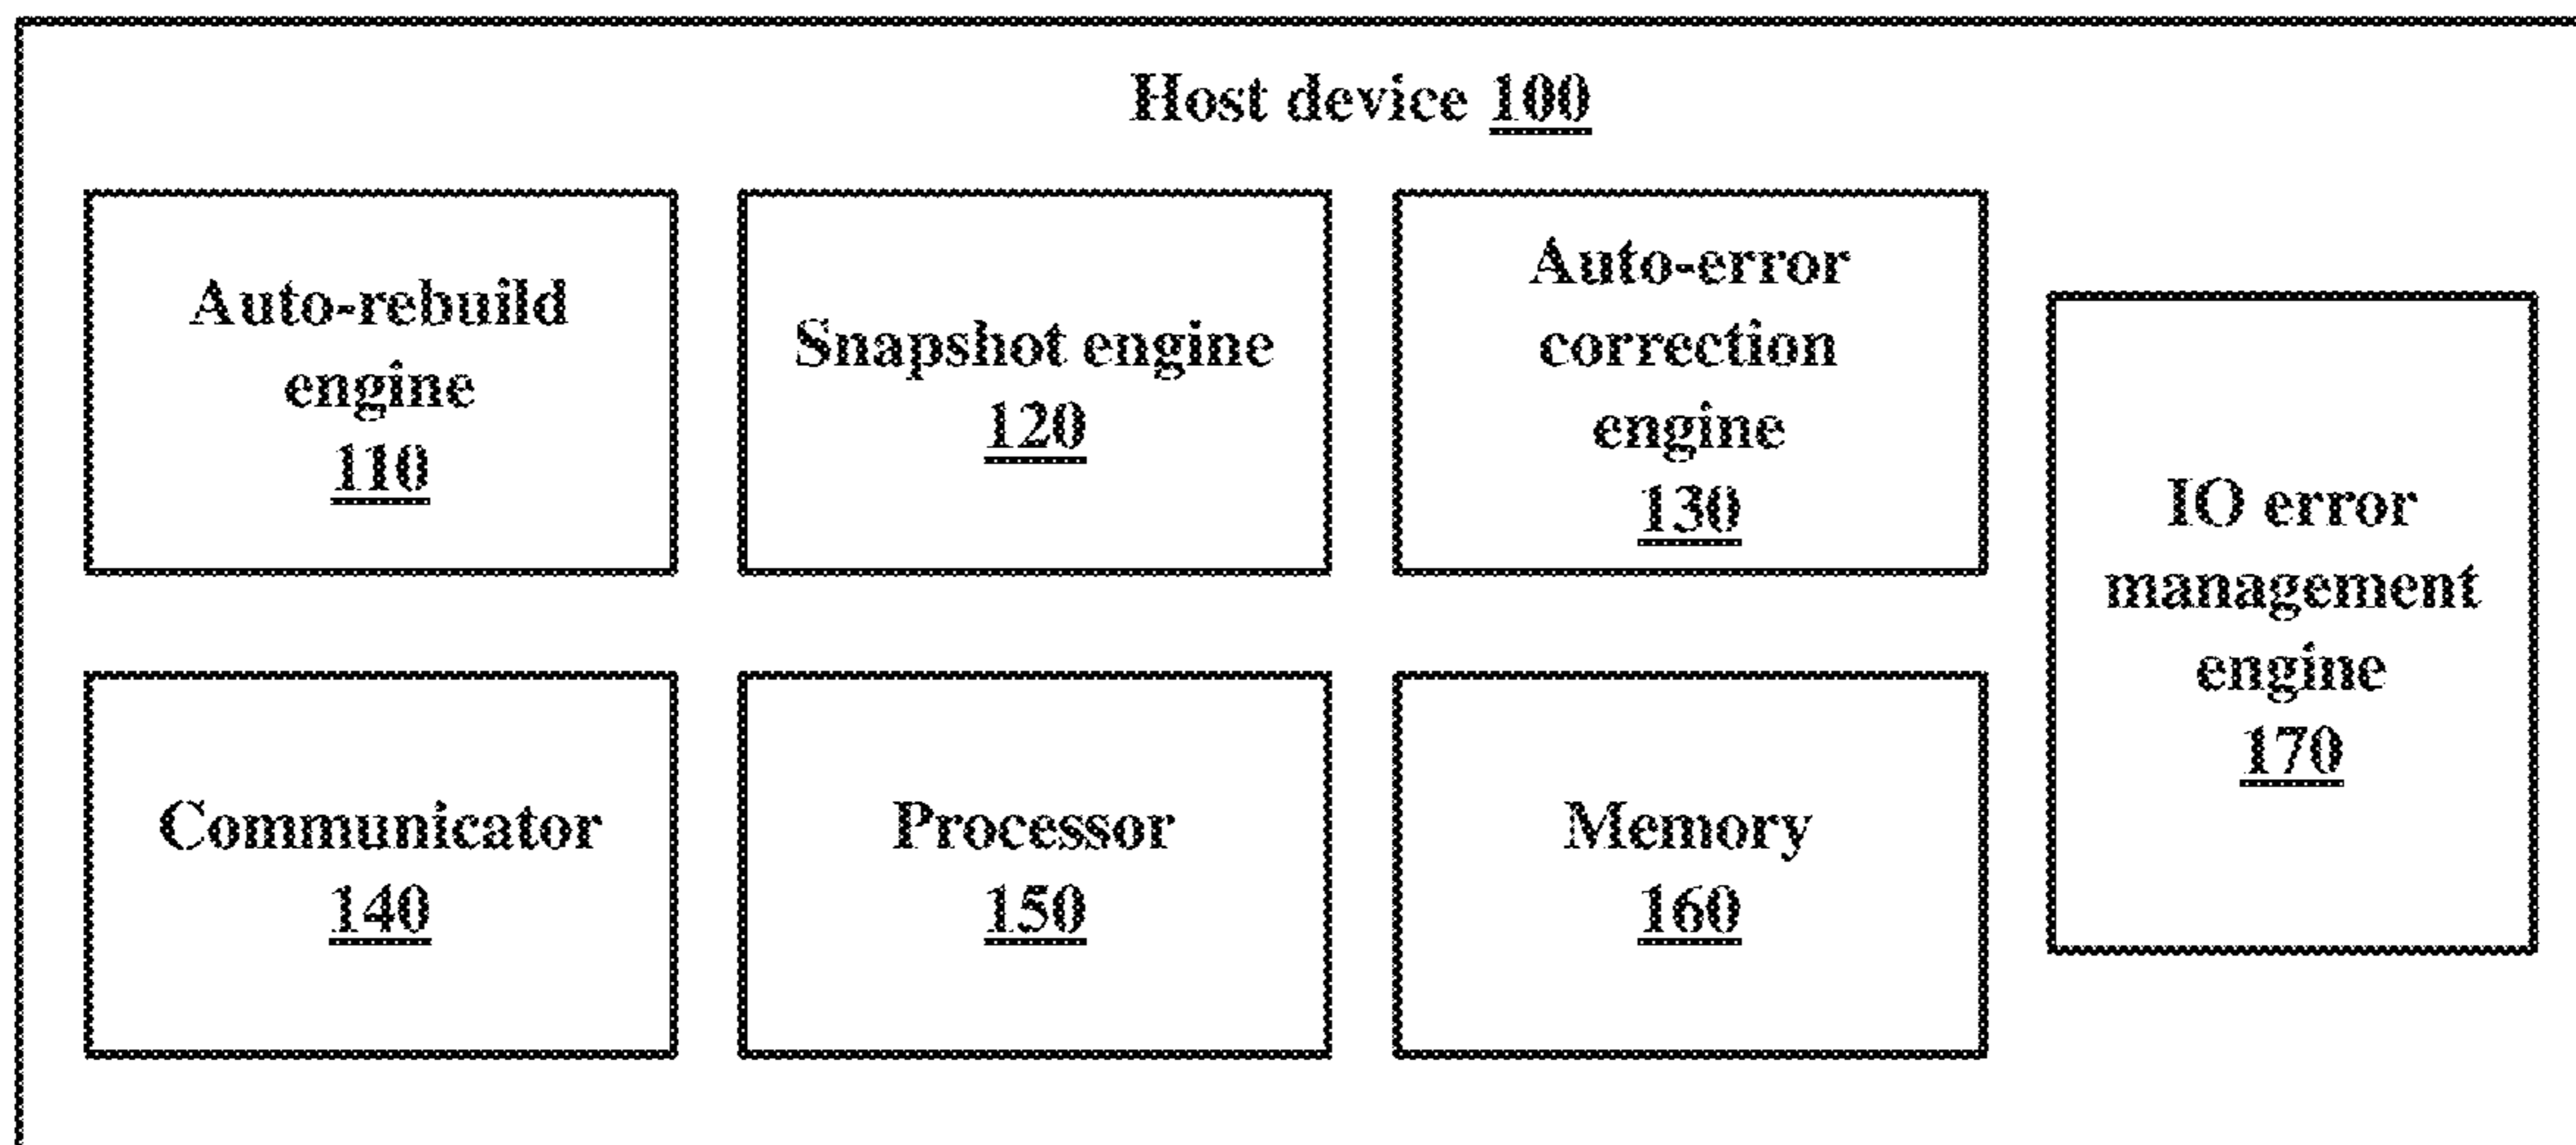 Host device 100
Auto-rebuild
engine
110
Snapshot engine
120
Auto-error
correction
engine
130
IO error
management
engine
170
Communicator
140
Processor
150
Memory
160